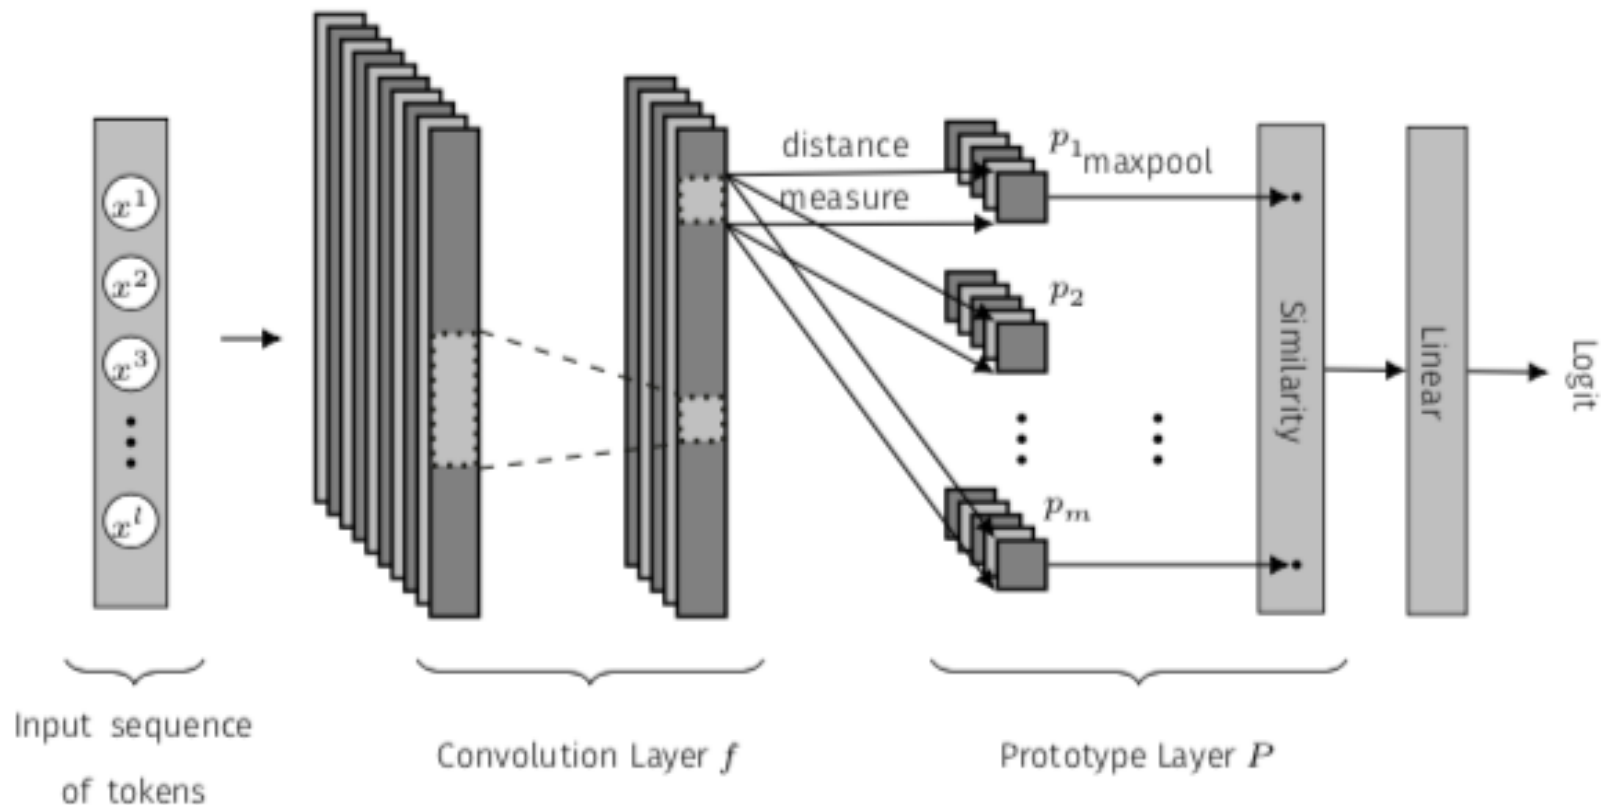 x^1
x^2
x^3
x^l
Input sequence
of tokens
Convolution Layer f
distance
measure
p_1
maxpool
p_2
p_m
Prototype Layer P
Similarity
Linear
Logit